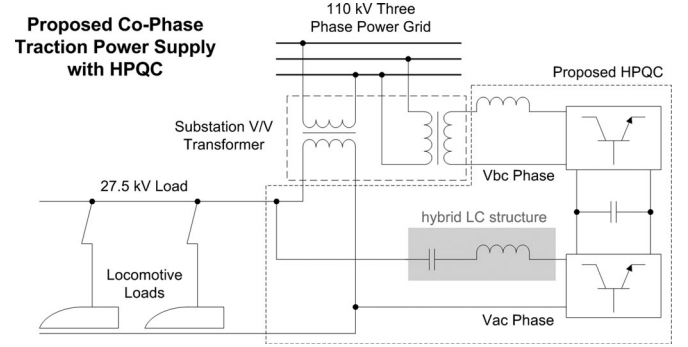 Proposed Co-Phase
Traction Power Supply
with HPQC
110 kV Three
Phase Power Grid
Proposed HPQC
Substation V/V
Transformer
Vbc Phase
27.5 kV Load
hybrid LC structure
Locomotive
Loads
Vac Phase